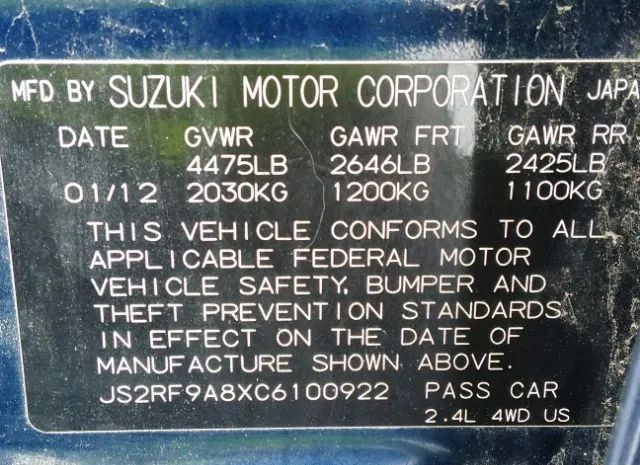 MFD BY SUZUKI MOTOR CORPORATION JAPA
DATE GVWR GAWR FRT GAWR RR
4475LB 2646LB 2425LB
01/12 2030KG 1200KG 1100KG
THIS VEHICLE CONFORMS TO ALL
APPLICABLE FEDERAL MOTOR
VEHICLE SAFETY, BUMPER AND
THEFT PREVENTION STANDARDS
IN EFFECT ON THE DATE OF
MANUFACTURE SHOWN ABOVE.
JS2RF9A8XC6100922 PASS CAR
2.4L 4WD US